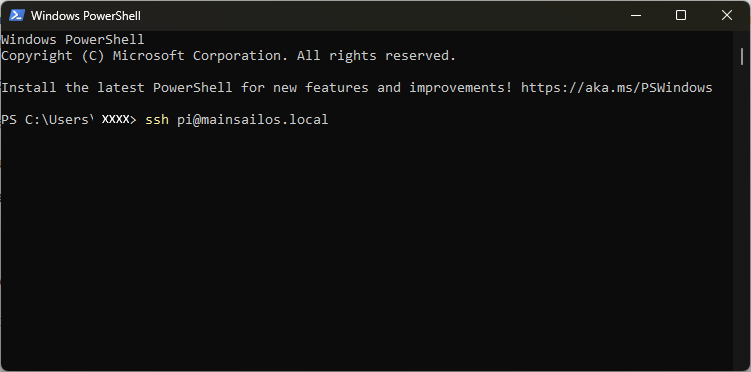 Windows PowerShell
Windows PowerShell
Copyright (C) Microsoft Corporation. All rights reserved.
Install the latest PowerShell for new features and improvements! https://aka.ms/PSWindows
PS C:\Users\ XXXX> ssh pi@mainsailos.local